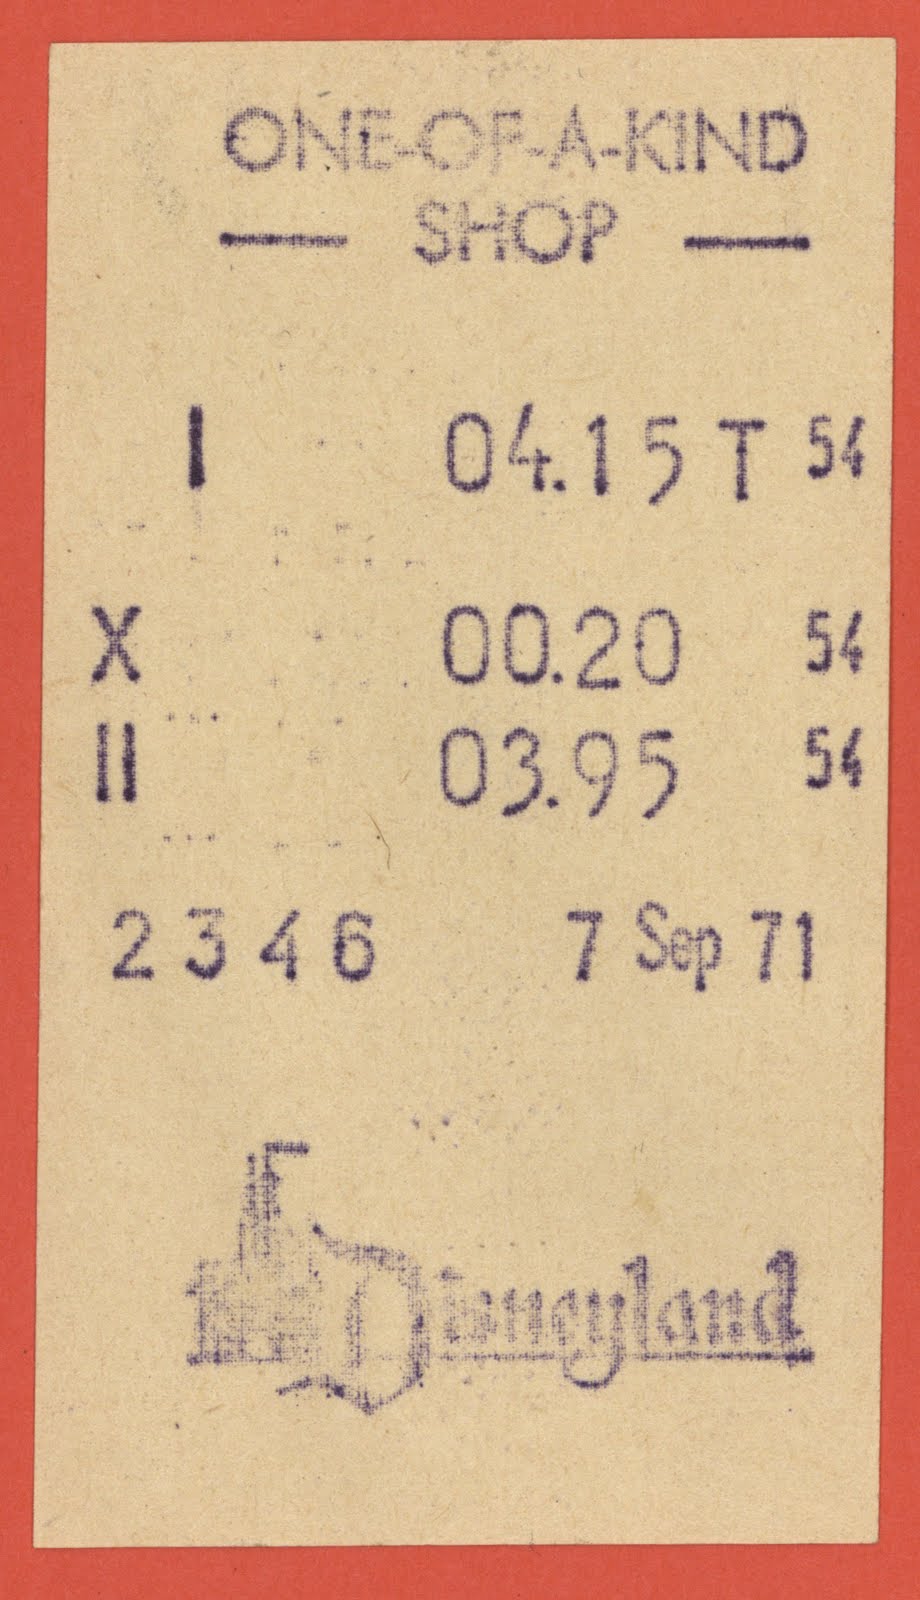 ONE-OF-A-KIND
— SHOP —
I 04.15 T 54
X 00.20 54
II 03.95 54
2346 7 Sep 71
Disneyland